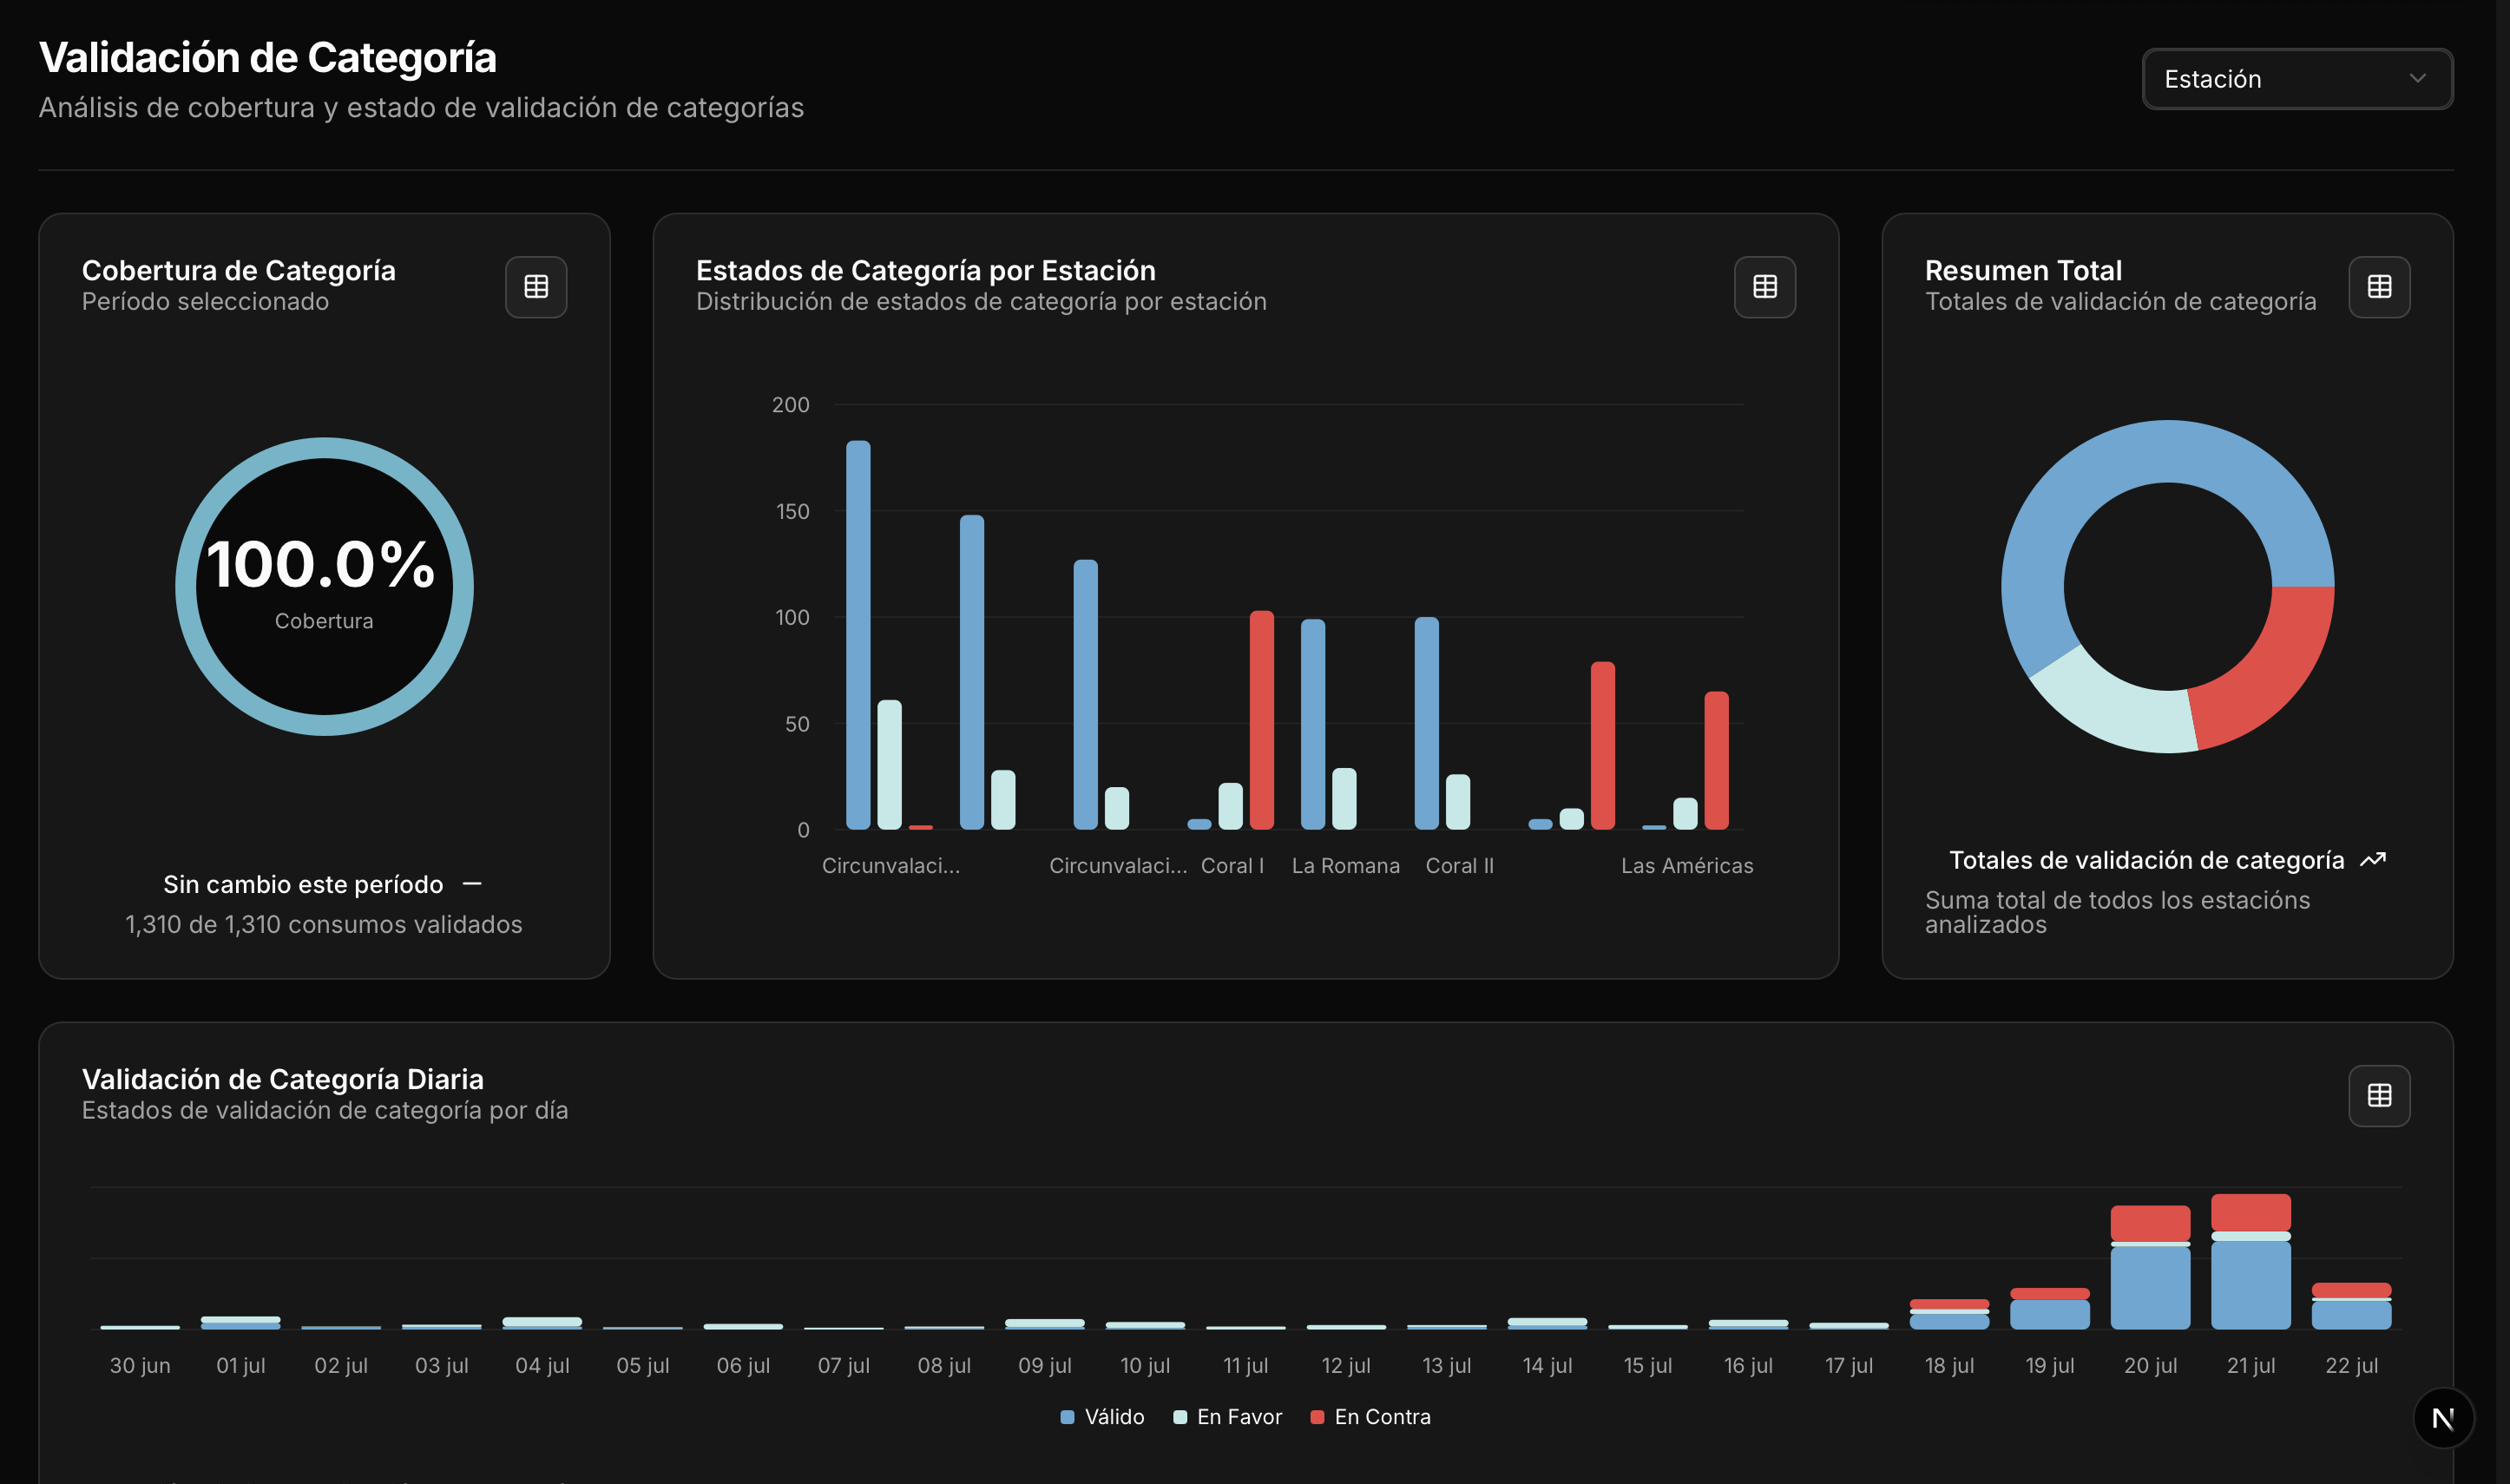 Validación de Categoría
Análisis de cobertura y estado de validación de categorías
Estación
Cobertura de Categoría
Período seleccionado
100.0%
Cobertura
Sin cambio este período
1,310 de 1,310 consumos validados
Estados de Categoría por Estación
Distribución de estados de categoría por estación
200
150
100
50
0
Circunvalaci... Circunvalaci... Coral I La Romana Coral II Las Américas
Resumen Total
Totales de validación de categoría
Totales de validación de categoría
Suma total de todos los estacións
analizados
Validación de Categoría Diaria
Estados de validación de categoría por día
30 jun 01 jul 02 jul 03 jul 04 jul 05 jul 06 jul 07 jul 08 jul 09 jul 10 jul 11 jul 12 jul 13 jul 14 jul 15 jul 16 jul 17 jul 18 jul 19 jul 20 jul 21 jul 22 jul
Válido En Favor En Contra
N